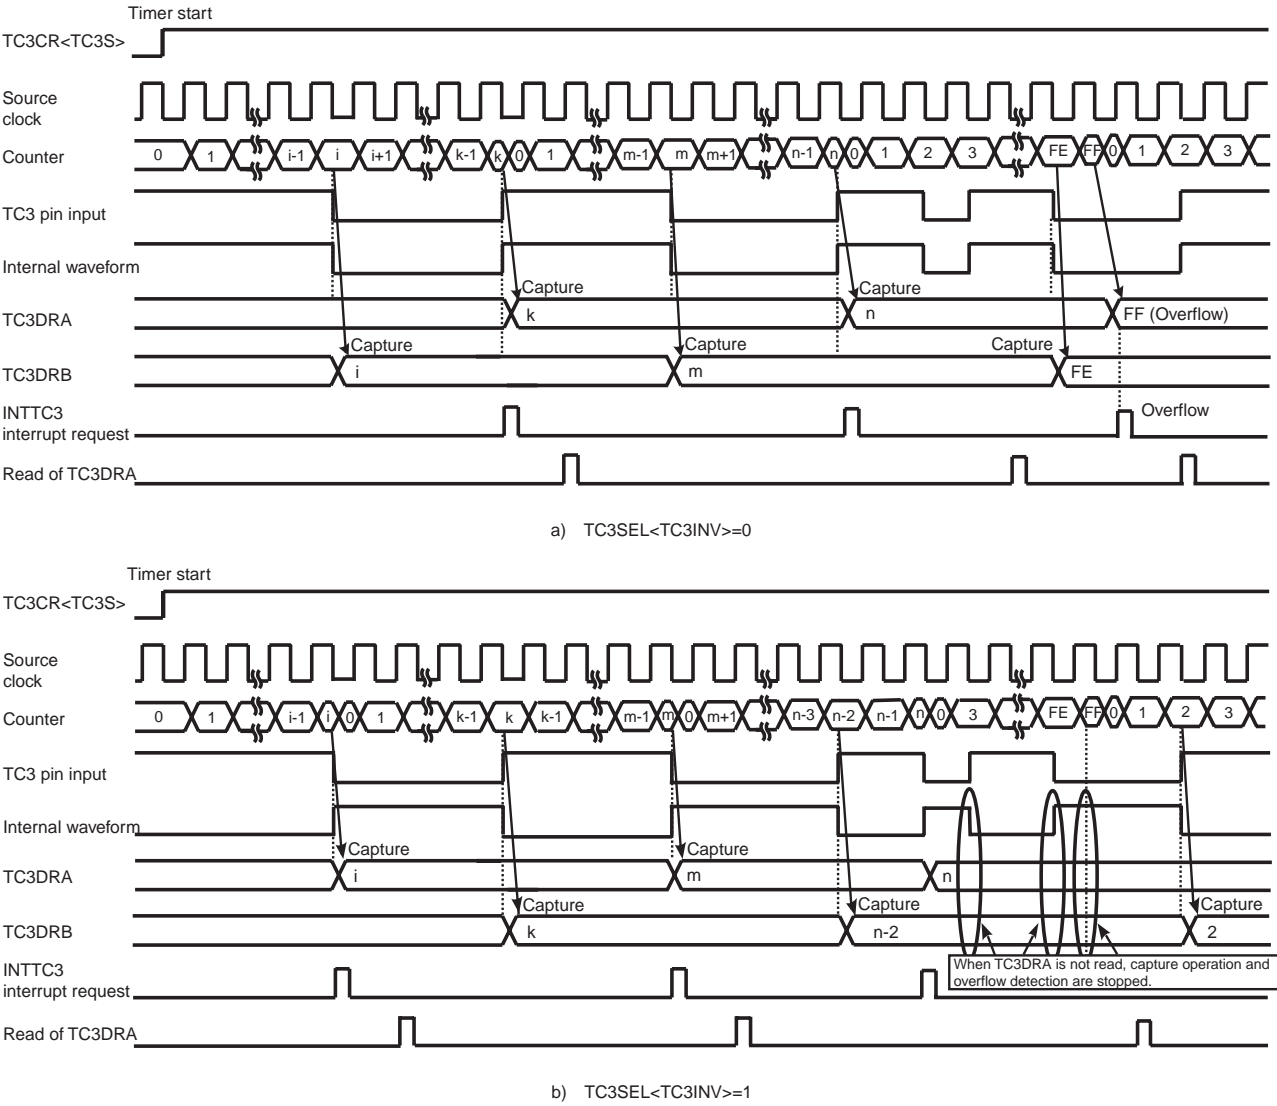 Timer start
TC3CR<TC3S>
Source
clock
Counter
0 1 i-1 i i+1 k-1 k 0 1 m-1 m m+1 n-1 n 0 1 2 3 FE FF 0 1 2 3
TC3 pin input
Internal waveform
Capture Capture
TC3DRA
k n FF (Overflow)
Capture Capture Capture
TC3DRB
i m FE
INTTC3
interrupt request
Overflow
Read of TC3DRA
a) TC3SEL<TC3INV>=0
Timer start
TC3CR<TC3S>
Source
clock
Counter
0 1 i-1 i 0 1 k-1 k k-1 m-1 m 0 m+1 n-3 n-2 n-1 n 0 3 FE FF 0 1 2 3
TC3 pin input
Internal waveform
Capture Capture
TC3DRA
i m n
Capture Capture Capture
TC3DRB
k n-2 2
INTTC3
interrupt request
When TC3DRA is not read, capture operation and
overflow detection are stopped.
Read of TC3DRA
b) TC3SEL<TC3INV>=1